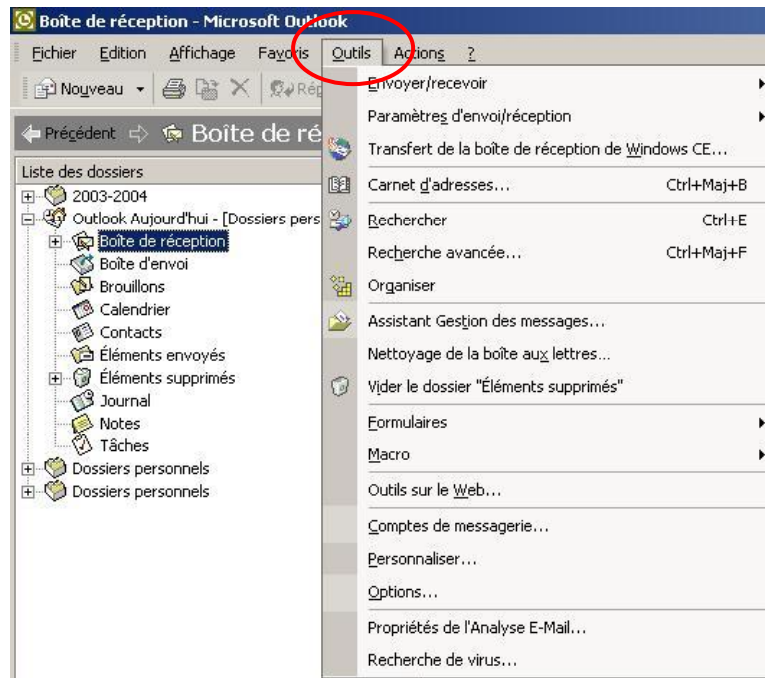 Boîte de réception - Microsoft Outlook
Fichier Edition Affichage Favoris Outils Actions ?
Nouveau Rép
Précédent Boîte de ré
Liste des dossiers
2003-2004
Outlook Aujourd'hui - [Dossiers pers
Boîte de réception
Boîte d'envoi
Brouillons
Calendrier
Contacts
Éléments envoyés
Éléments supprimés
Journal
Notes
Tâches
Dossiers personnels
Dossiers personnels
Envoyer/recevoir
Paramètres d'envoi/réception
Transfert de la boîte de réception de Windows CE...
Carnet d'adresses... Ctrl+Maj+B
Rechercher Ctrl+E
Recherche avancée... Ctrl+Maj+F
Organiser
Assistant Gestion des messages...
Nettoyage de la boîte aux lettres...
Vider le dossier "Éléments supprimés"
Formulaires
Macro
Outils sur le Web...
Comptes de messagerie...
Personnaliser...
Options...
Propriétés de l'Analyse E-Mail...
Recherche de virus...